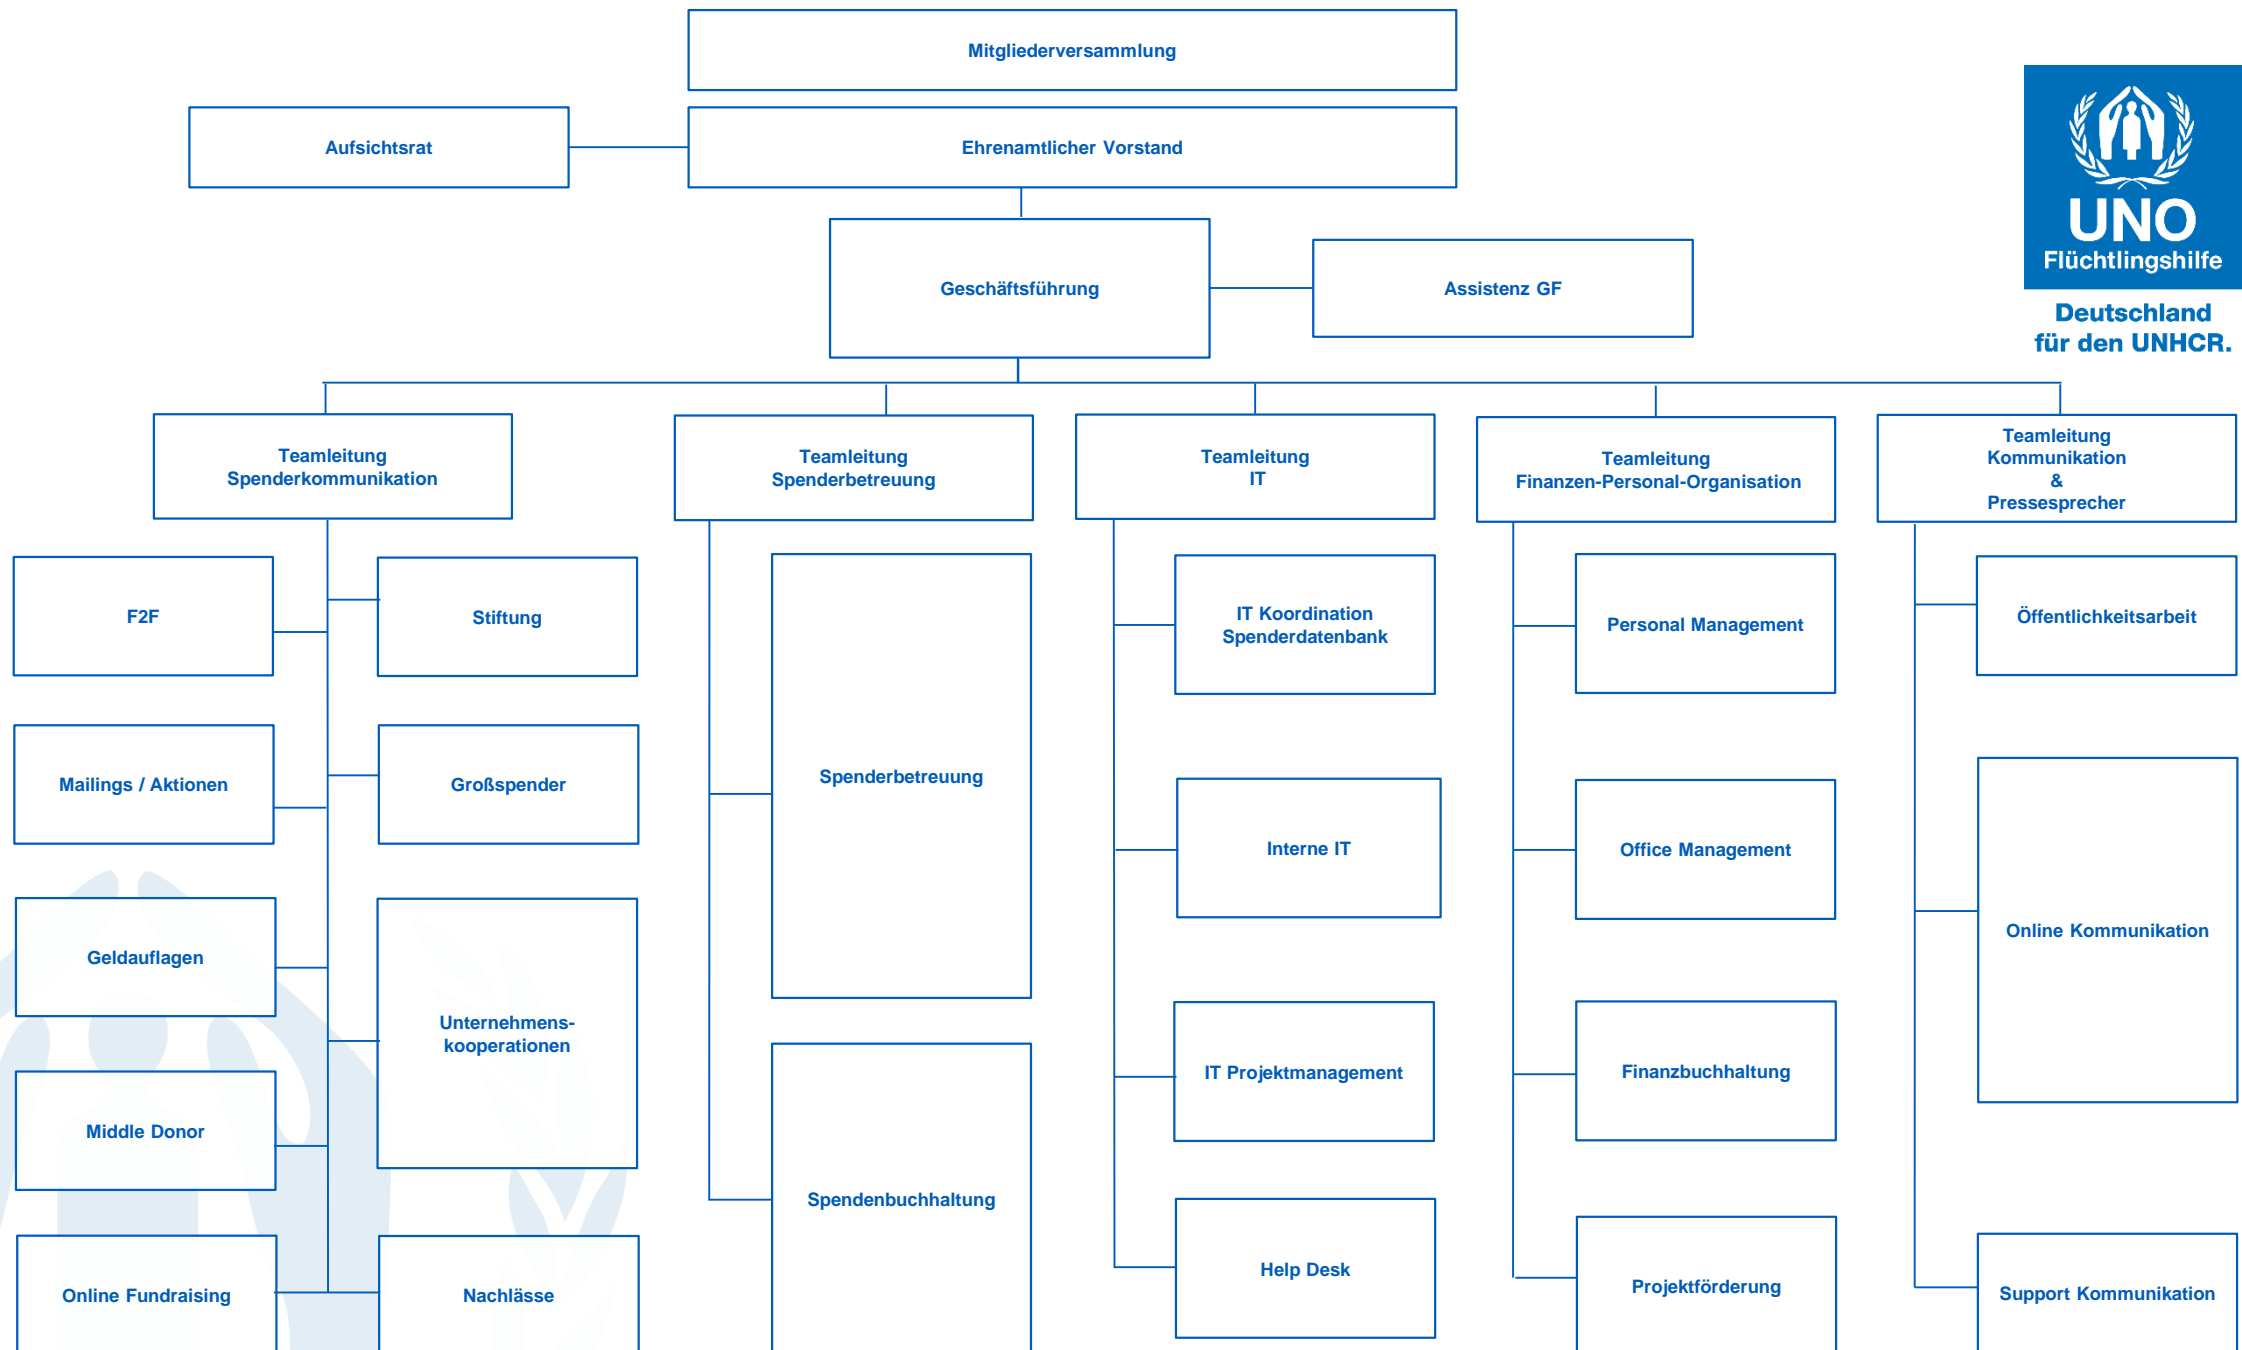 Mitgliederversammlung
Aufsichtsrat
Ehrenamtlicher Vorstand
UNO
Flüchtlingshilfe
Deutschland
für den UNHCR.
Geschäftsführung
Assistenz GF
Teamleitung
Spenderkommunikation
Teamleitung
Spenderbetreuung
Teamleitung
IT
Teamleitung
Finanzen-Personal-Organisation
Teamleitung
Kommunikation
&
Pressesprecher
F2F
Stiftung
Mailings / Aktionen
Großspender
Geldauflagen
Unternehmens-
kooperationen
Middle Donor
Online Fundraising
Nachlässe
Spenderbetreuung
Spendenbuchhaltung
IT Koordination
Spenderdatenbank
Interne IT
IT Projektmanagement
Help Desk
Personal Management
Office Management
Finanzbuchhaltung
Projektförderung
Öffentlichkeitsarbeit
Online Kommunikation
Support Kommunikation